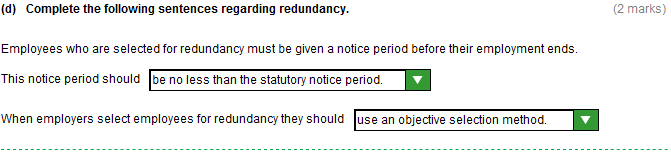 (d) Complete the following sentences regarding redundancy. (2 marks)
Employees who are selected for redundancy must be given a notice period before their employment ends.
This notice period should be no less than the statutory notice period.
When employers select employees for redundancy they should use an objective selection method.